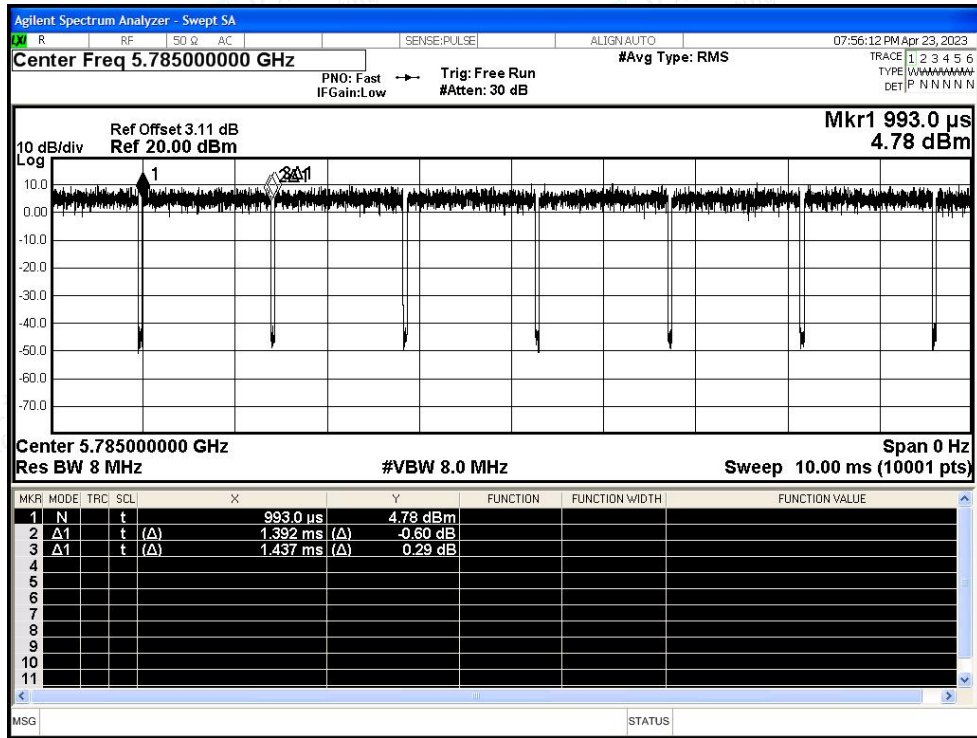 Agilent Spectrum Analyzer - Swept SA
LXI R RF 50 Ω AC SENSE:PULSE ALIGN AUTO 07:56:12 PM Apr 23, 2023
Center Freq 5.785000000 GHz #Avg Type: RMS TRACE 1 2 3 4 5 6
PNO: Fast Trig: Free Run TYPE
IFGain:Low #Atten: 30 dB DET P N N N N N
Mkr1 993.0 µs
Ref Offset 3.11 dB
10 dB/div Ref 20.00 dBm 4.78 dBm
Log
1
10.0
0.00
-10.0
-20.0
-30.0
-40.0
-50.0
-60.0
-70.0
Center 5.785000000 GHz Span 0 Hz
Res BW 8 MHz #VBW 8.0 MHz Sweep 10.00 ms (10001 pts)
MKR MODE TRC SCL X Y FUNCTION FUNCTION WIDTH FUNCTION VALUE
1 N t 993.0 µs 4.78 dBm
2 Δ1 t (Δ) 1.392 ms (Δ) -0.60 dB
3 Δ1 t (Δ) 1.437 ms (Δ) 0.29 dB
4
5
6
7
8
9
10
11
MSG STATUS